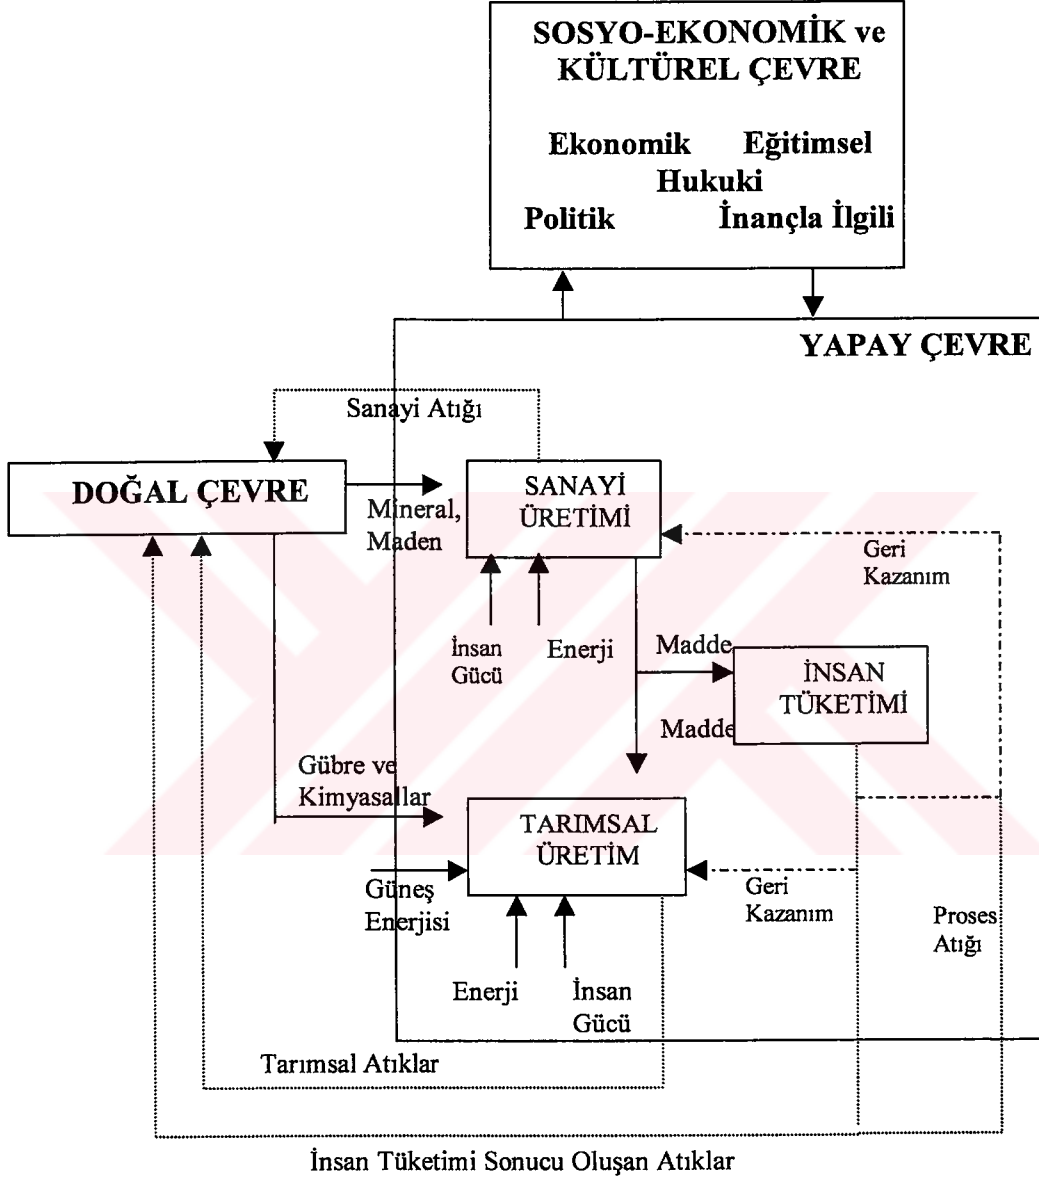 SOSYO-EKONOMİK ve
KÜLTÜREL ÇEVRE
Ekonomik Eğitimsel
Hukuki
Politik İnançla İlgili
YAPAY ÇEVRE
Sanayi Atığı
DOĞAL ÇEVRE
Mineral,
Maden
SANAYİ
ÜRETİMİ
Geri
Kazanım
İnsan
Gücü
Enerji
Madde
İNSAN
TÜKETİMİ
Madde
Gübre ve
Kimyasallar
TARIMSAL
ÜRETİM
Güneş
Enerjisi
Geri
Kazanım
Proses
Atığı
Enerji
İnsan
Gücü
Tarımsal Atıklar
İnsan Tüketimi Sonucu Oluşan Atıklar